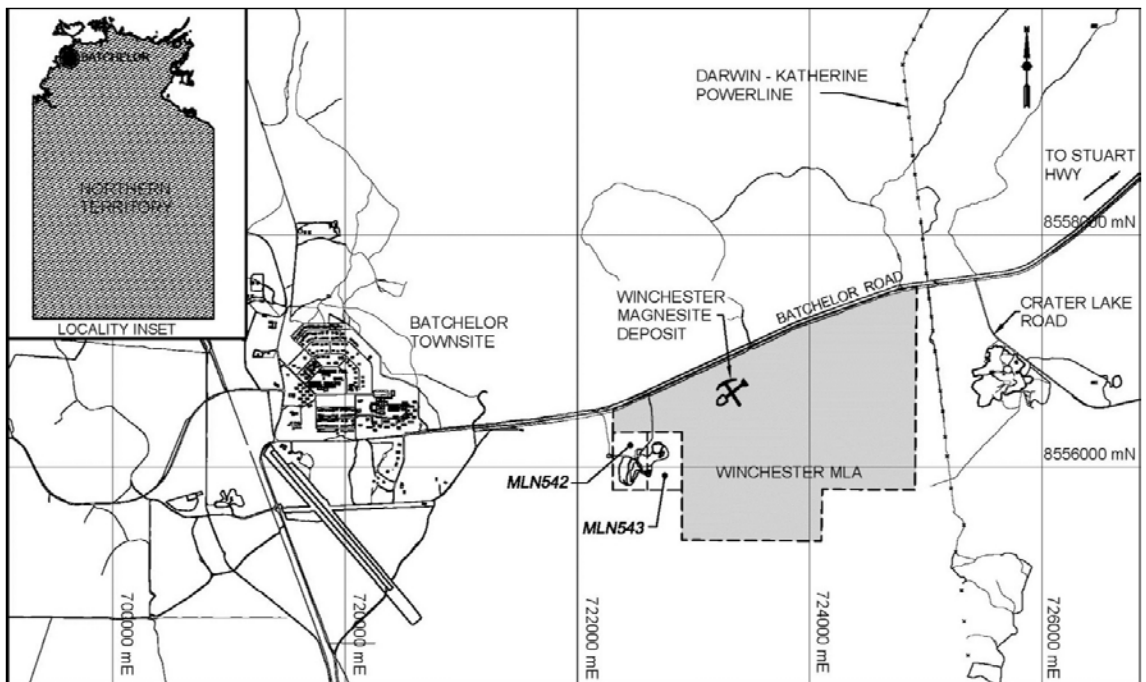 BATCHELOR
NORTHERN
TERRITORY
LOCALITY INSET
DARWIN - KATHERINE
POWERLINE
TO STUART
HWY
8558000 mN
BATCHELOR
TOWNSITE
WINCHESTER
MAGNESITE
DEPOSIT
BATCHELOR ROAD
CRATER LAKE
ROAD
8556000 mN
WINCHESTER MLA
MLN542
MLN543
700000 mE
720000 mE
722000 mE
724000 mE
726000 mE